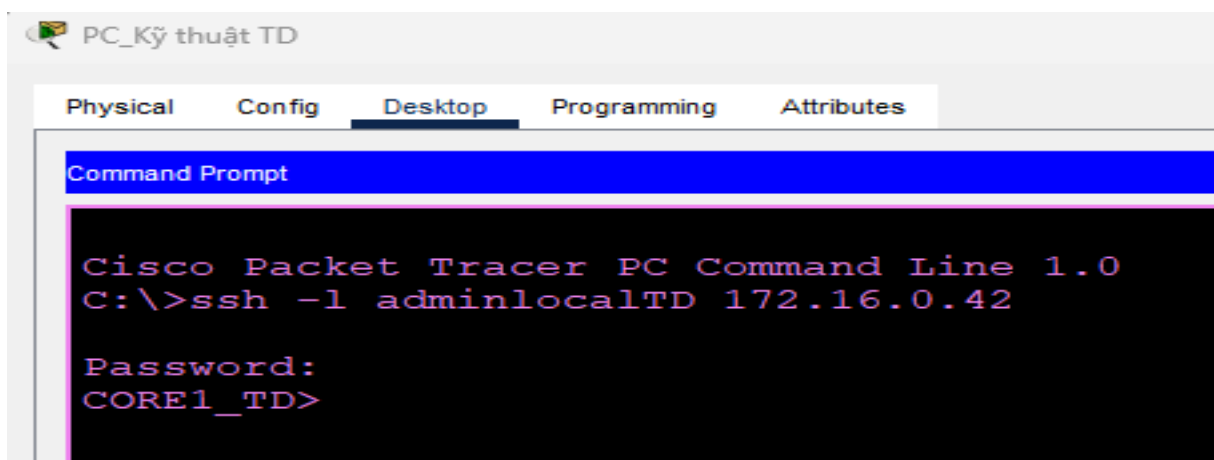 PC_Kỹ thuật TD
Physical Config Desktop Programming Attributes
Command Prompt
Cisco Packet Tracer PC Command Line 1.0
C:\>ssh -l adminlocalTD 172.16.0.42
Password:
CORE1_TD>